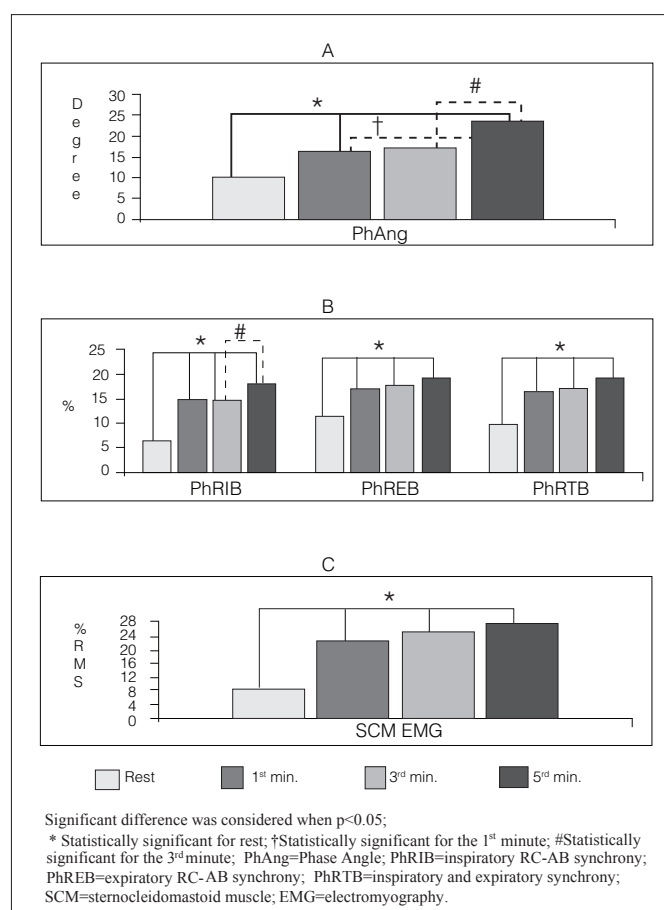 A
Degree
30
25
20
15
10
5
0
*
†
#
PhAng
B
%
25
20
15
10
5
0
* #
*
*
PhRIB PhREB PhRTB
C
% RMS
28
24
20
16
12
8
4
0
*
SCM EMG
Rest 1st min. 3rd min. 5rd min.
Significant difference was considered when p<0.05;
* Statistically significant for rest; †Statistically significant for the 1st minute; #Statistically
significant for the 3rd minute; PhAng=Phase Angle; PhRIB=inspiratory RC-AB synchrony;
PhREB=expiratory RC-AB synchrony; PhRTB=inspiratory and expiratory synchrony;
SCM=sternocleidomastoid muscle; EMG=electromyography.